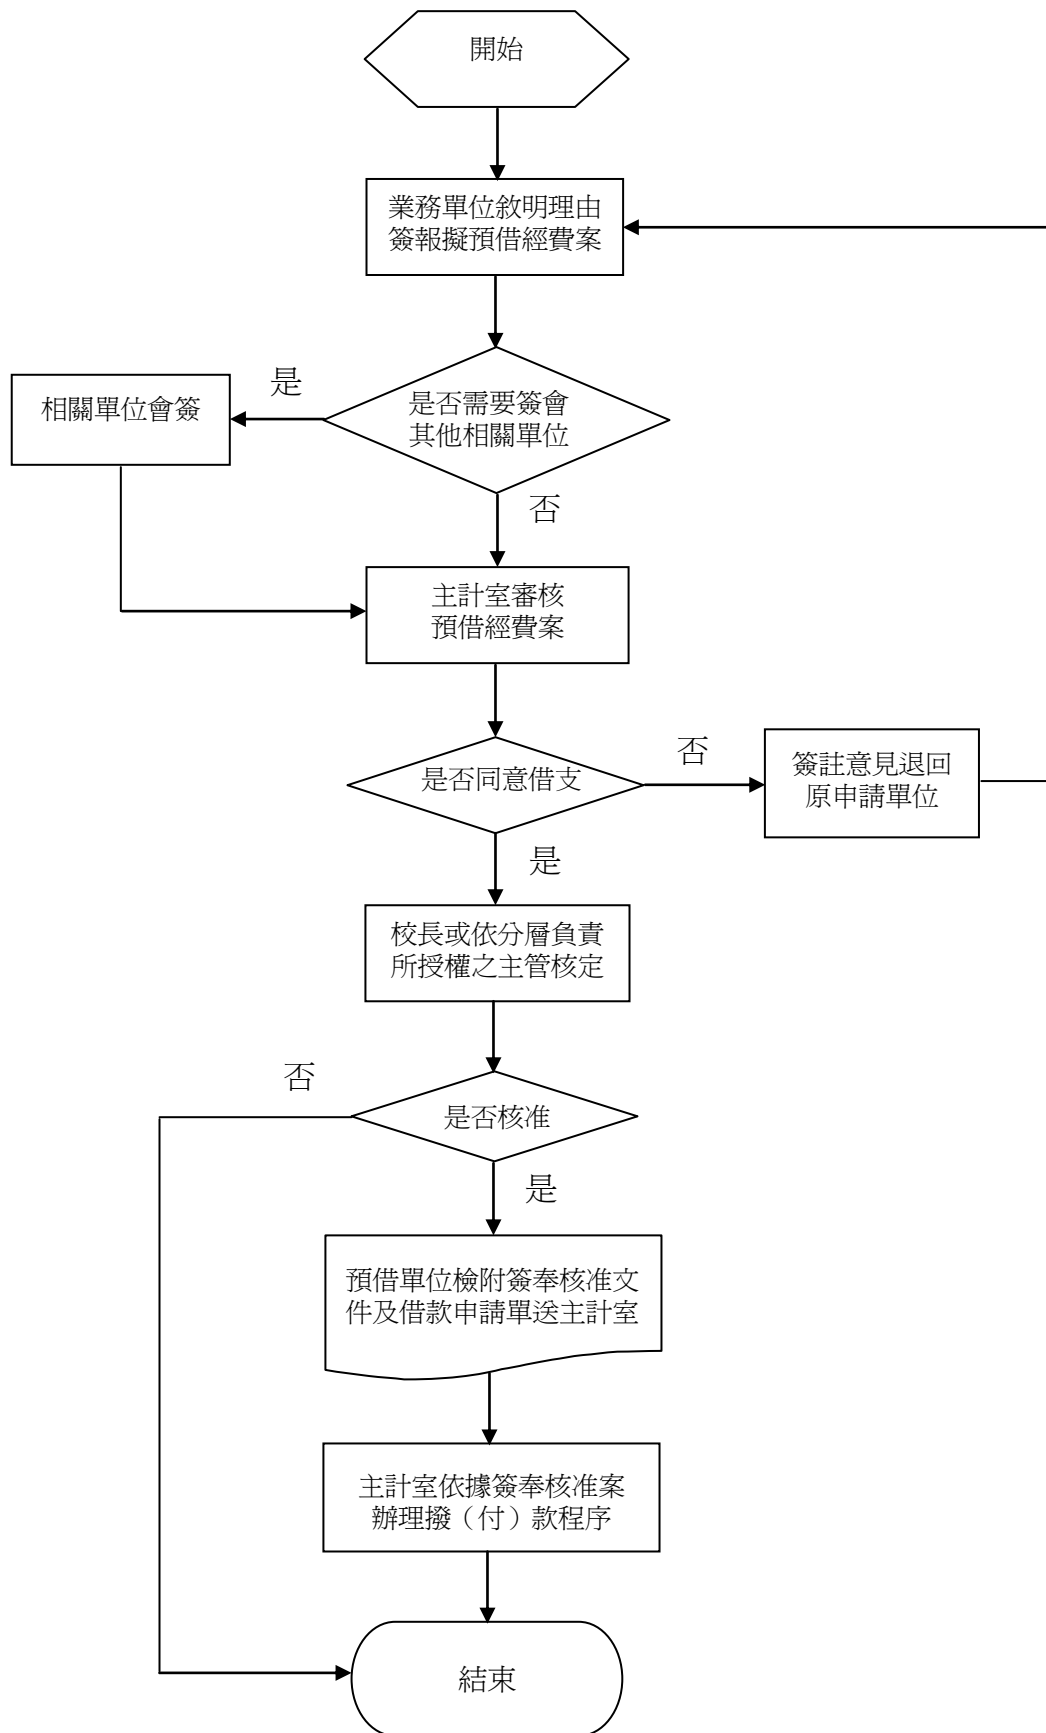 開始
業務單位敘明理由
簽報擬預借經費案
是
相關單位會簽
是否需要簽會
其他相關單位
否
主計室審核
預借經費案
是否同意借支
否
簽註意見退回
原申請單位
是
校長或依分層負責
所授權之主管核定
否
是否核准
是
預借單位檢附簽奉核准文
件及借款申請單送主計室
主計室依據簽奉核准案
辦理撥（付）款程序
結束